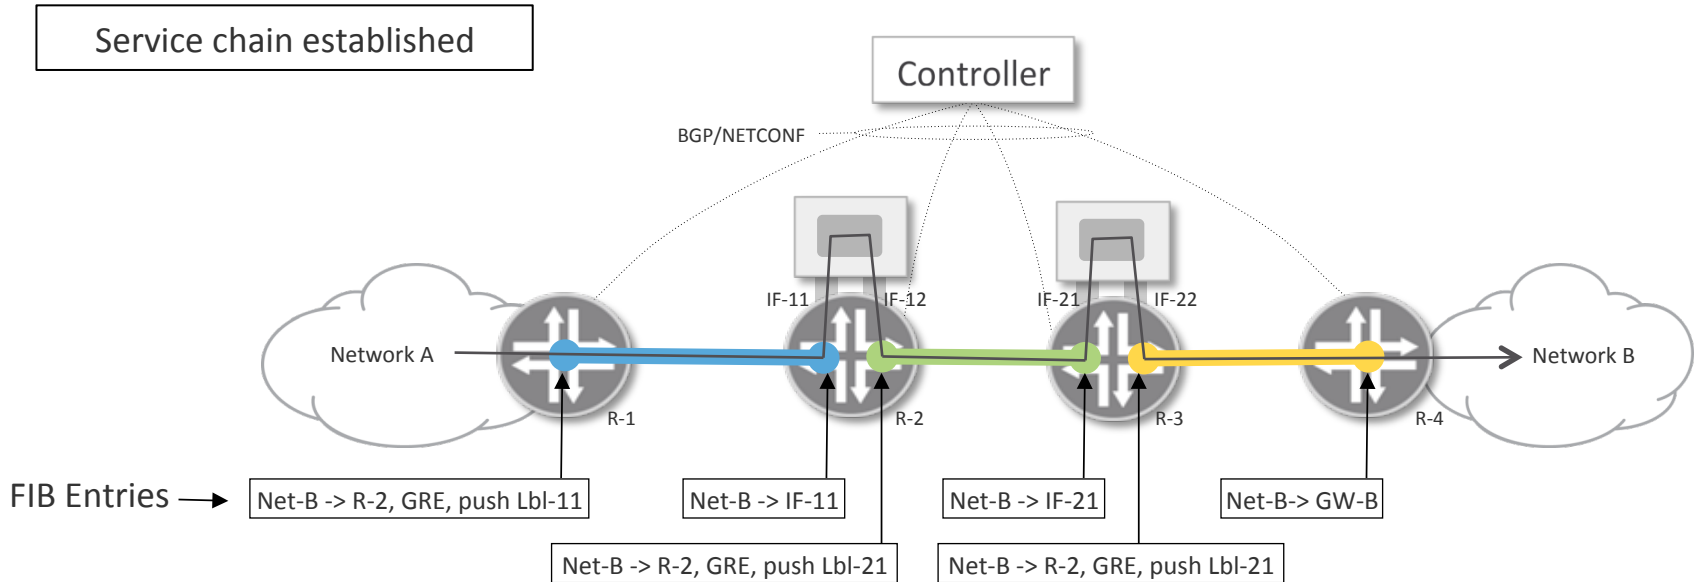 Service chain established
Controller
BGP/NETCONF
IF-11
IF-12
IF-21
IF-22
Network A
Network B
R-1
R-2
R-3
R-4
FIB Entries
Net-B -> R-2, GRE, push Lbl-11
Net-B -> IF-11
Net-B -> IF-21
Net-B-> GW-B
Net-B -> R-2, GRE, push Lbl-21
Net-B -> R-2, GRE, push Lbl-21